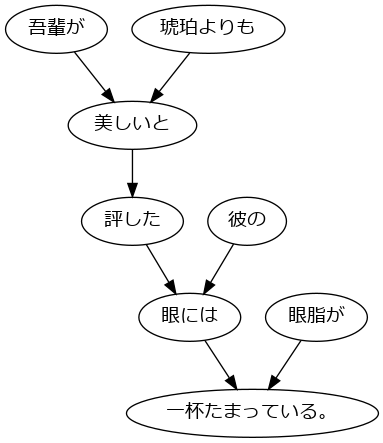 吾輩が 琥珀よりも
美しいと
評した 彼の
眼には 眼脂が
一杯たまっている。